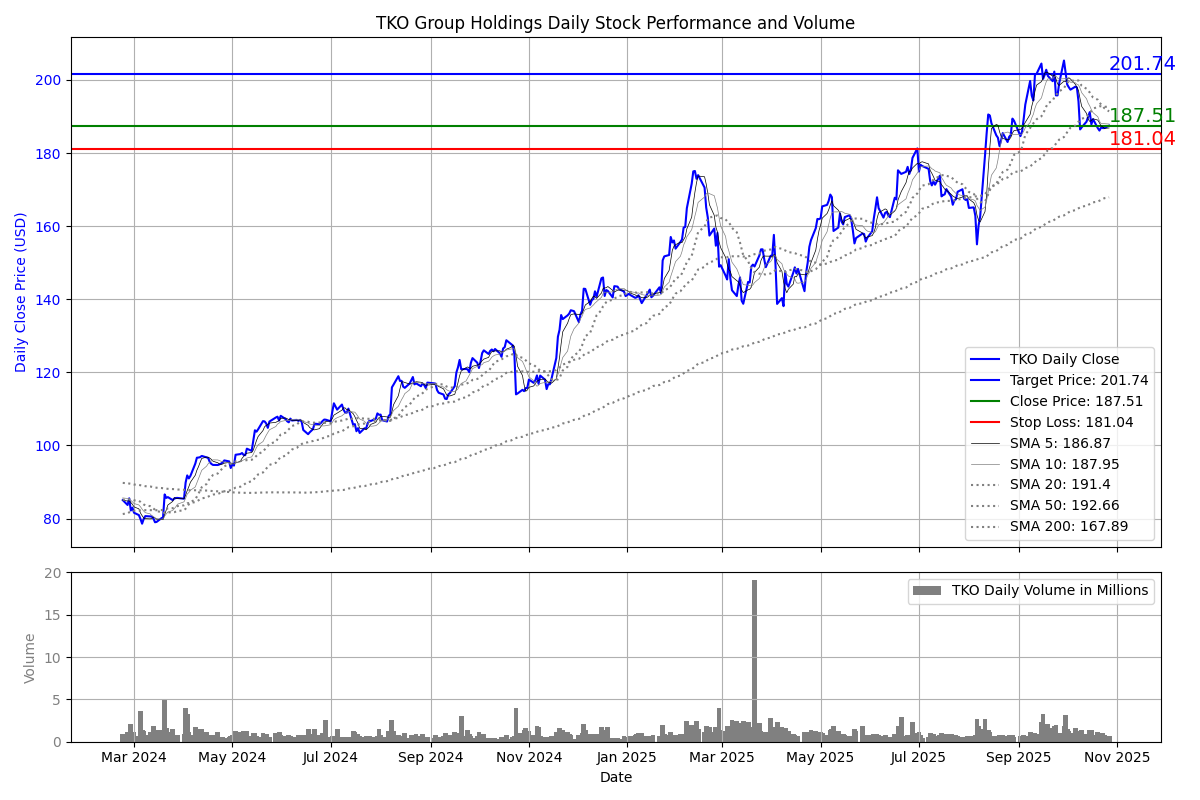 TKO Group Holdings Daily Stock Performance and Volume
Daily Close Price (USD)
200
180
160
140
120
100
80
201.74
187.51
181.04
TKO Daily Close
Target Price: 201.74
Close Price: 187.51
Stop Loss: 181.04
SMA 5: 186.87
SMA 10: 187.95
SMA 20: 191.4
SMA 50: 192.66
SMA 200: 167.89
Volume
20
15
10
5
0
TKO Daily Volume in Millions
Mar 2024 May 2024 Jul 2024 Sep 2024 Nov 2024 Jan 2025 Mar 2025 May 2025 Jul 2025 Sep 2025 Nov 2025
Date